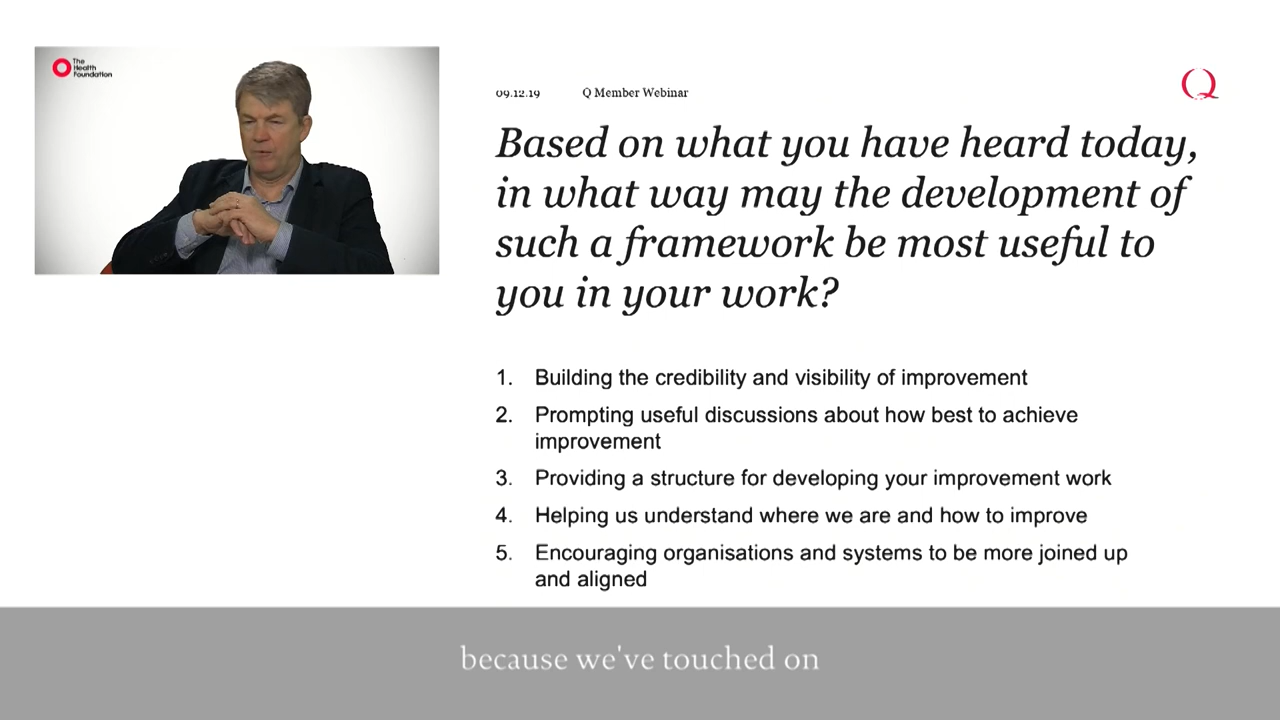 The
Health
Foundation
09.12.19 Q Member Webinar
Q
Based on what you have heard today,
in what way may the development of
such a framework be most useful to
you in your work?
1. Building the credibility and visibility of improvement
2. Prompting useful discussions about how best to achieve
improvement
3. Providing a structure for developing your improvement work
4. Helping us understand where we are and how to improve
5. Encouraging organisations and systems to be more joined up
and aligned
because we've touched on